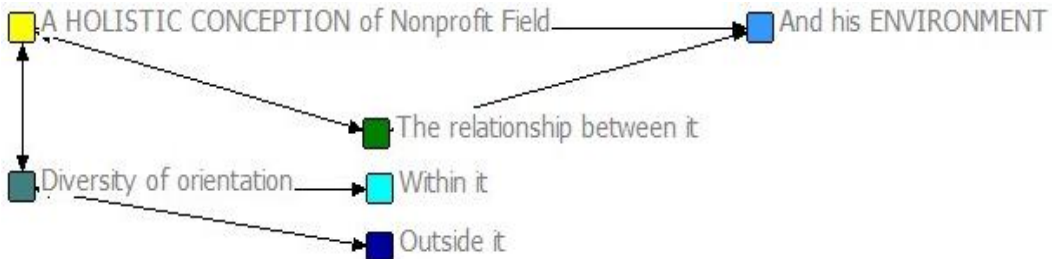 A HOLISTIC CONCEPTION of Nonprofit Field
And his ENVIRONMENT
The relationship between it
Diversity of orientation
Within it
Outside it